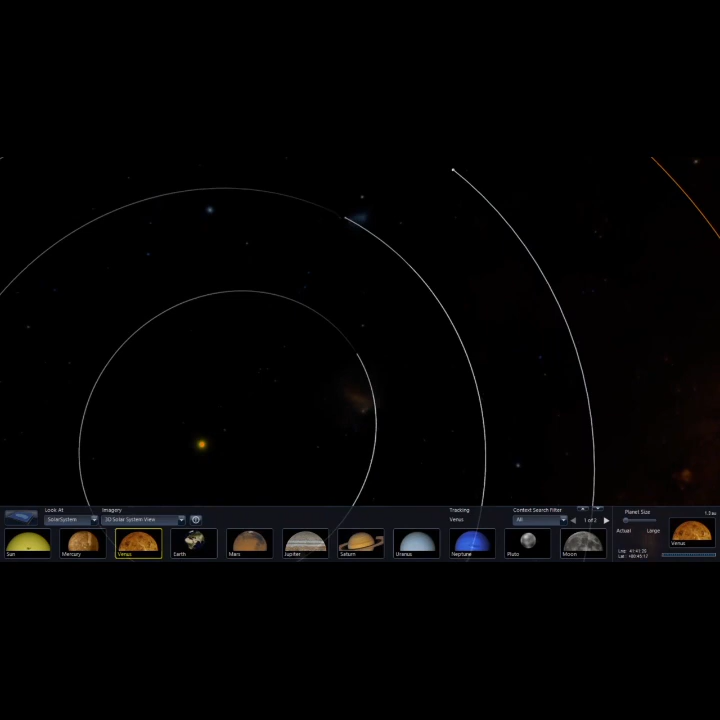 Look At
Imagery
Tracking
Context Search Filter
Planet Size
SolarSystem
3D Solar System View
Venus
All
1 of 2
Actual
Large
Sun
Mercury
Venus
Earth
Mars
Jupiter
Saturn
Uranus
Neptune
Pluto
Moon
Venus